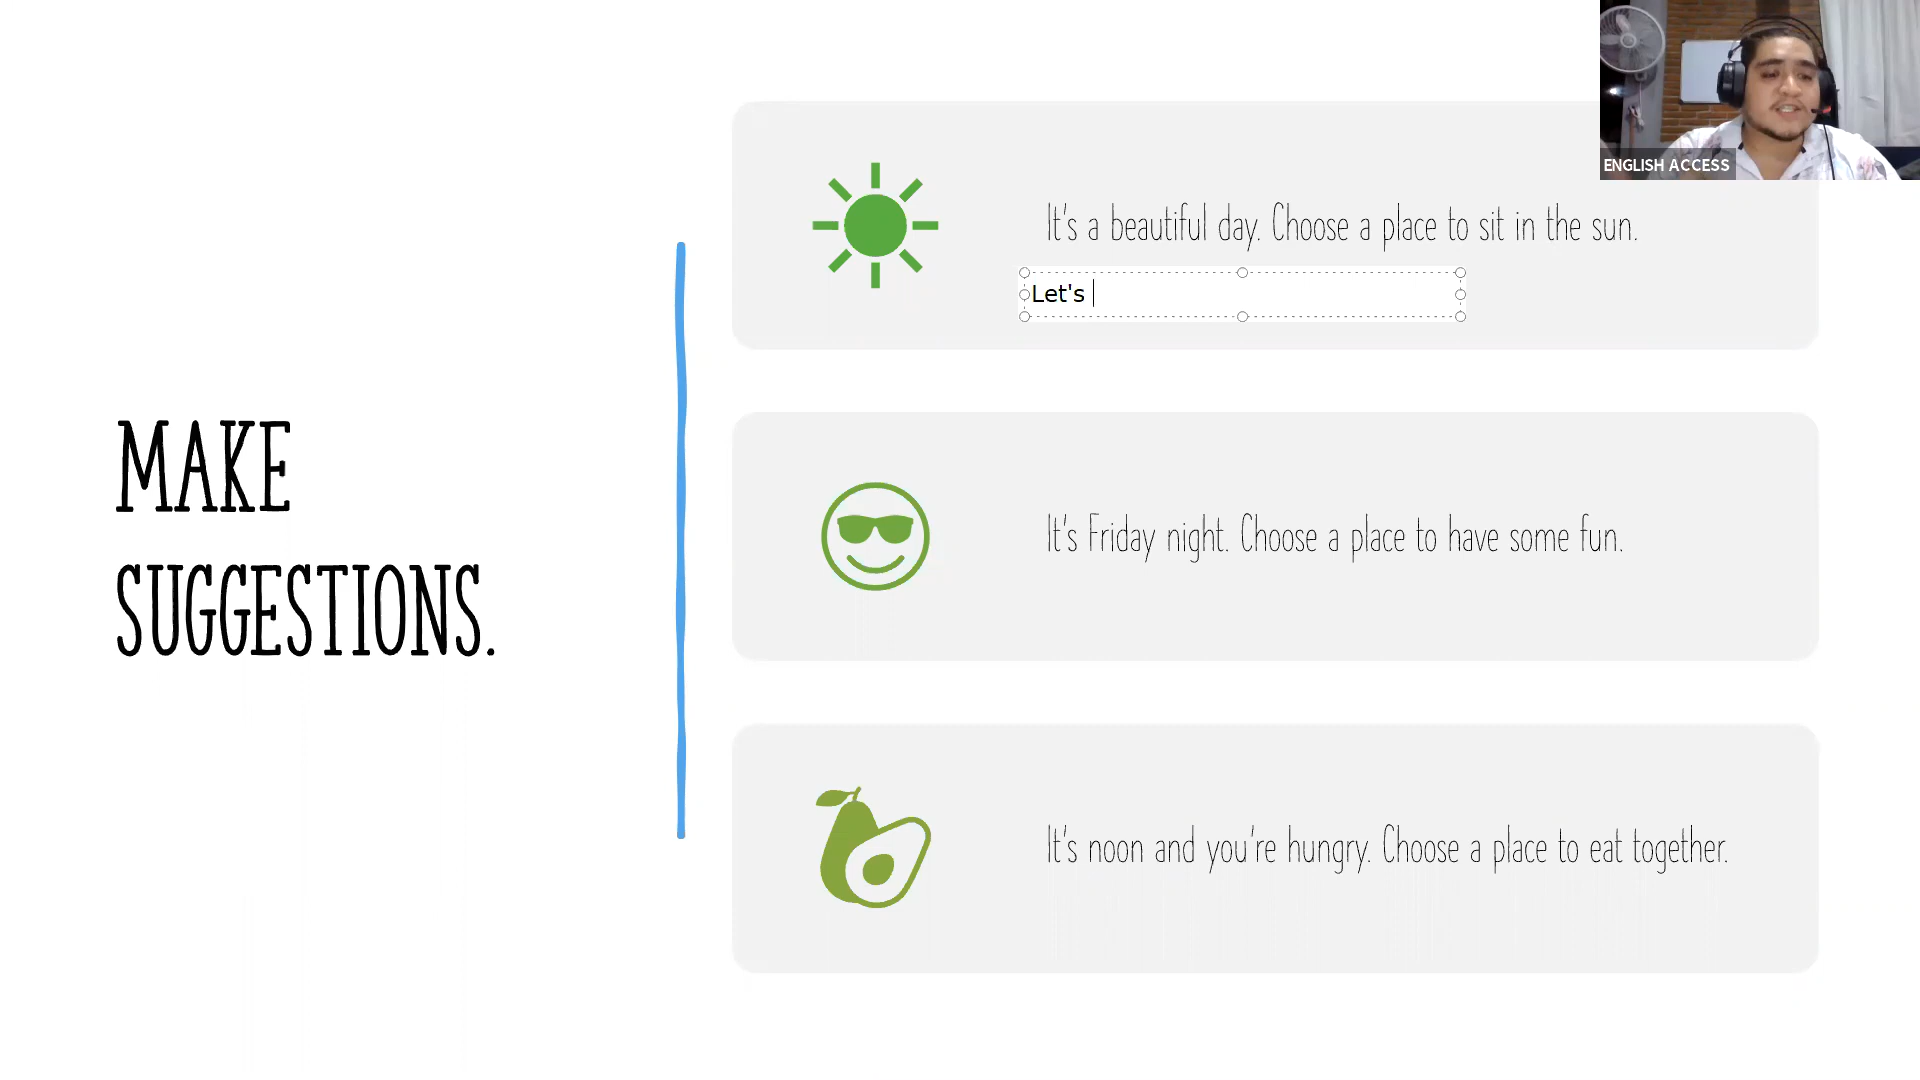 MAKE
SUGGESTIONS.
It's a beautiful day. Choose a place to sit in the sun.
Let's
It's Friday night. Choose a place to have some fun.
It's noon and you're hungry. Choose a place to eat together.
ENGLISH ACCESS